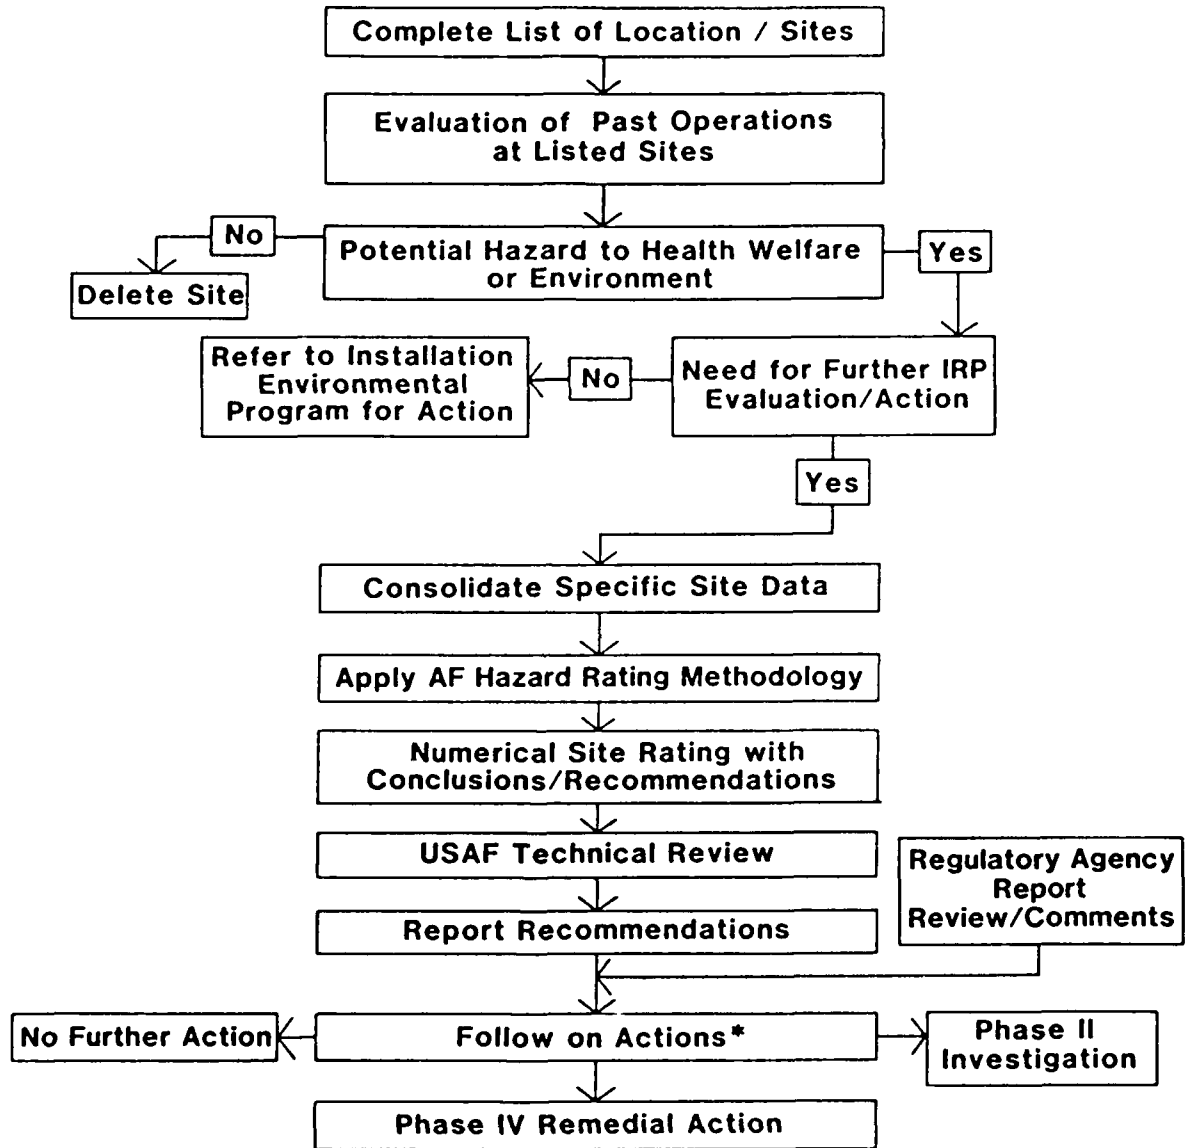 Complete List of Location / Sites
Evaluation of Past Operations
at Listed Sites
No
Potential Hazard to Health Welfare
or Environment
Yes
Delete Site
Refer to Installation
Environmental
Program for Action
No
Need for Further IRP
Evaluation/Action
Yes
Consolidate Specific Site Data
Apply AF Hazard Rating Methodology
Numerical Site Rating with
Conclusions/Recommendations
USAF Technical Review
Regulatory Agency
Report
Review/Comments
Report Recommendations
No Further Action
Follow on Actions*
Phase II
Investigation
Phase IV Remedial Action